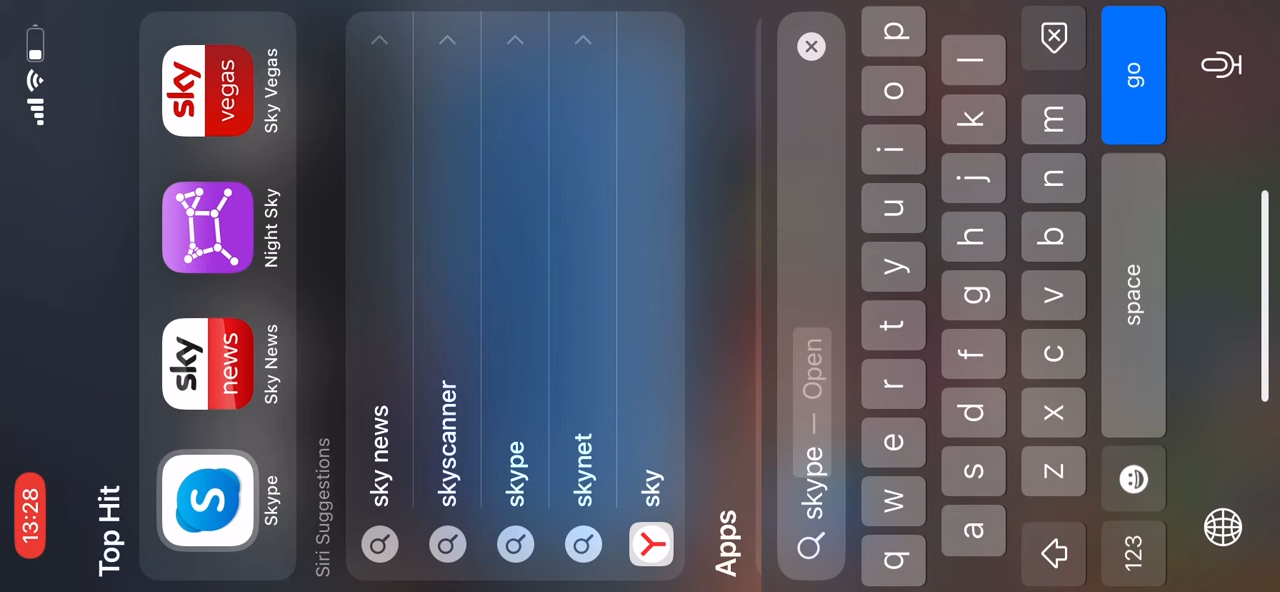 13:28
Top Hit
S
sky
news
sky
vegas
Skype
Sky News
Night Sky
Sky Vegas
Siri Suggestions
sky news
skyscanner
skype
skynet
Y sky
Apps
skype — Open
q w e r t y u i o p
a s d f g h j k l
z x c v b n m
123 space go